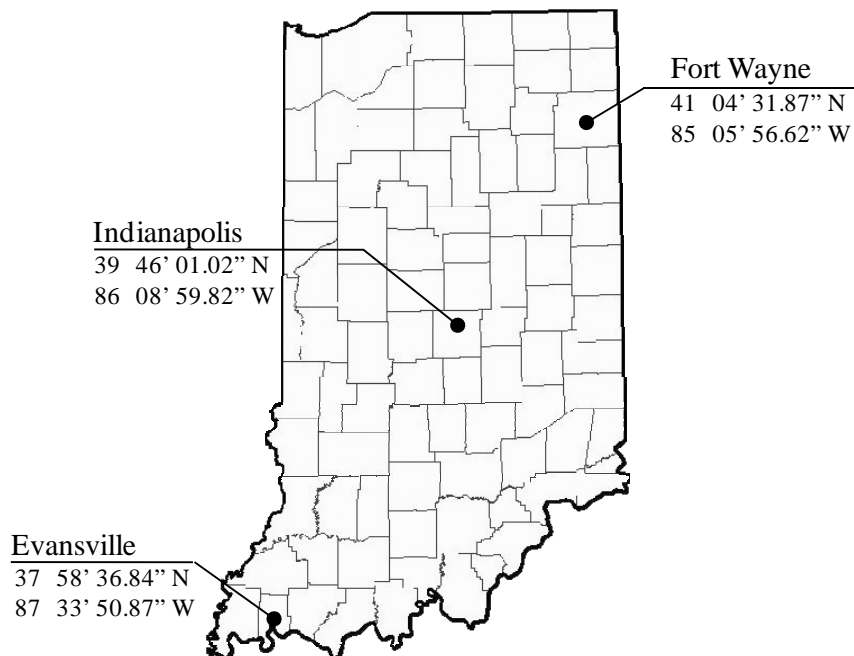 Fort Wayne
41 04’ 31.87” N
85 05’ 56.62” W
Indianapolis
39 46’ 01.02” N
86 08’ 59.82” W
Evansville
37 58’ 36.84” N
87 33’ 50.87” W